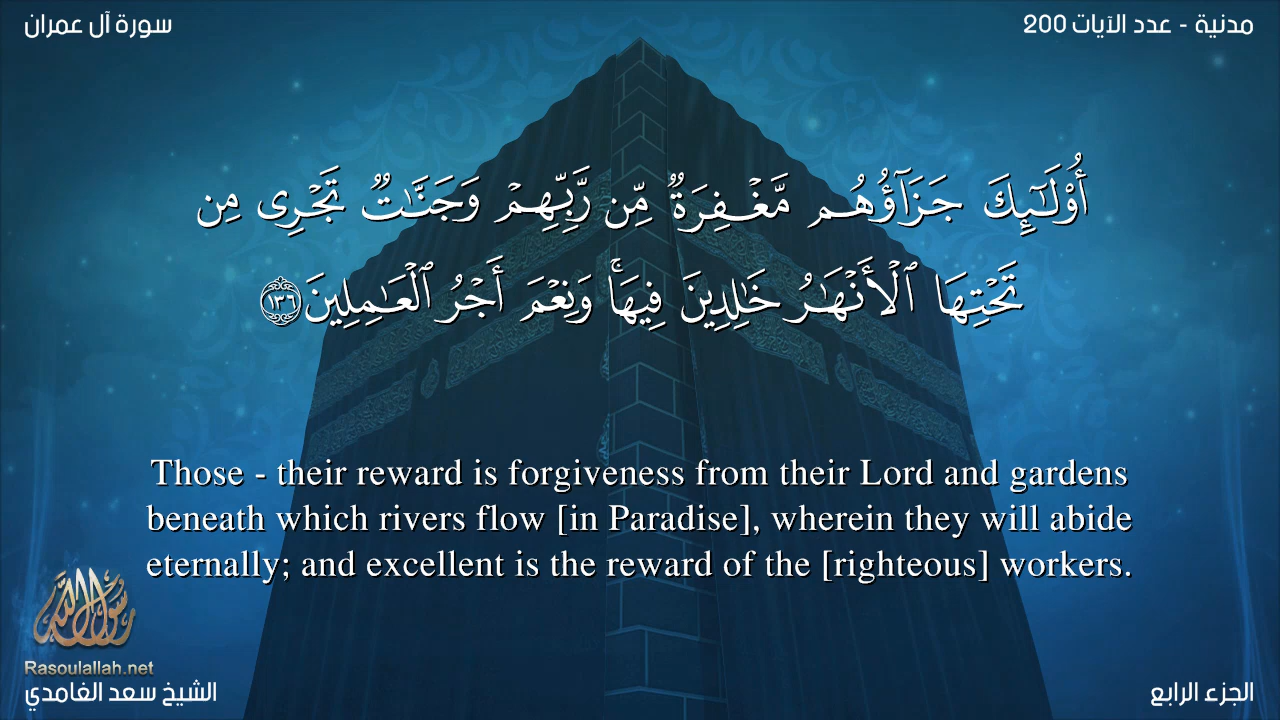 سورة آل عمران
مدنية - عدد الآيات 200
أُوْلَـٰٓئِكَ جَزَآؤُهُم مَّغْفِرَةٌ مِّن رَّبِّهِمْ وَجَنَّـٰتٌ تَجْرِى مِن
تَحْتِهَا ٱلْأَنْهَـٰرُ خَـٰلِدِينَ فِيهَا ۚ وَنِعْمَ أَجْرُ ٱلْعَـٰمِلِينَ ١٣٦
Those - their reward is forgiveness from their Lord and gardens
beneath which rivers flow [in Paradise], wherein they will abide
eternally; and excellent is the reward of the [righteous] workers.
رسول الله
Rasoulallah.net
الشيخ سعد الغامدي
الجزء الرابع